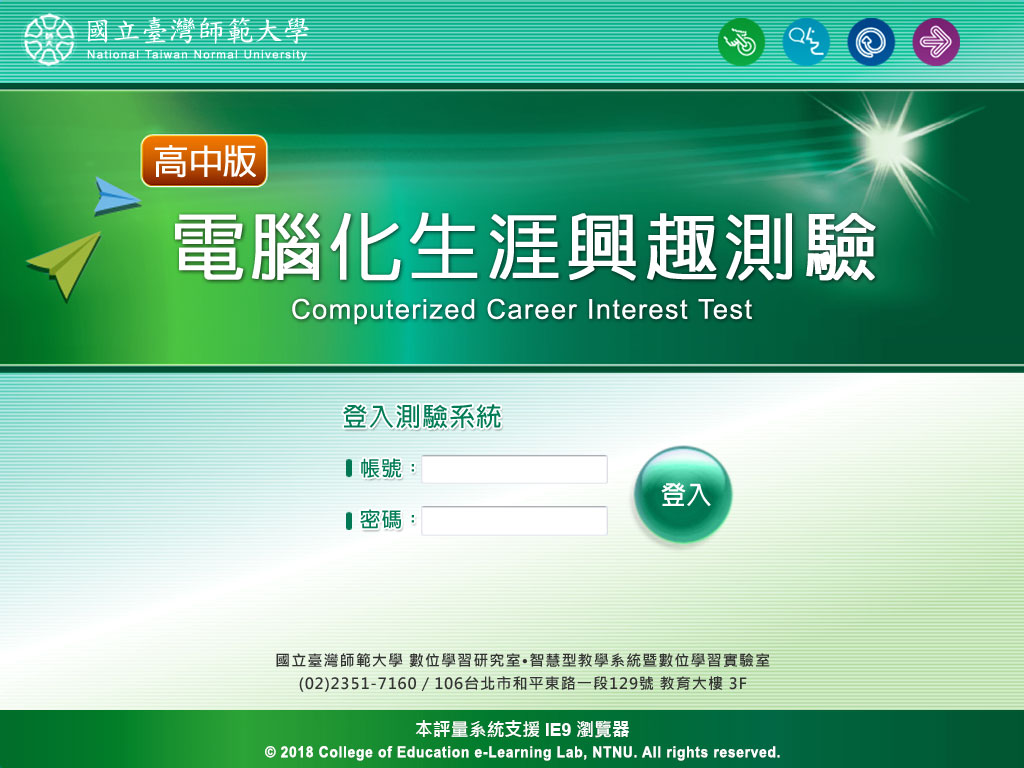 國立臺灣師範大學
National Taiwan Normal University
高中版
電腦化生涯興趣測驗
Computerized Career Interest Test
登入測驗系統
帳號：
密碼：
登入
國立臺灣師範大學 數位學習研究室•智慧型教學系統暨數位學習實驗室
(02)2351-7160 / 106台北市和平東路一段129號 教育大樓 3F
本評量系統支援 IE9 瀏覽器
© 2018 College of Education e-Learning Lab, NTNU. All rights reserved.